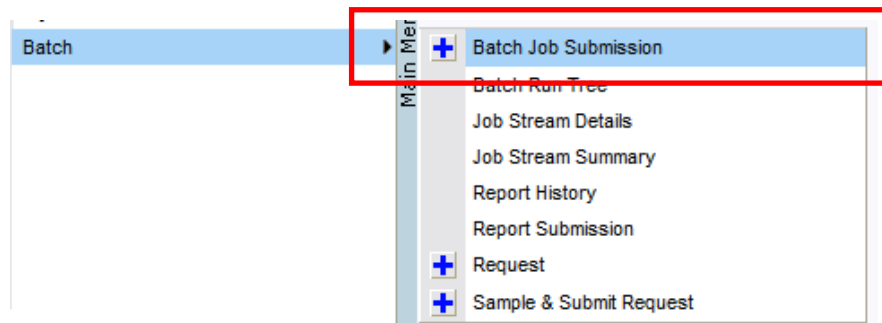 Batch
Main Men
Batch Job Submission
Batch Run Tree
Job Stream Details
Job Stream Summary
Report History
Report Submission
Request
Sample & Submit Request